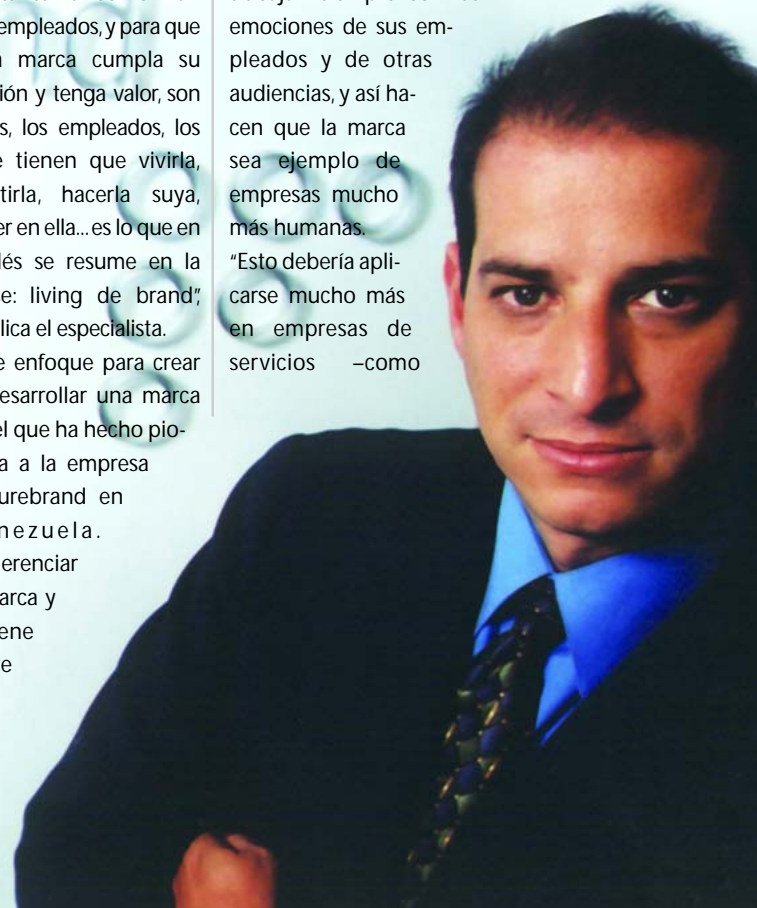 empleados, y para que
marca cumpla su
ión y tenga valor, son
s, los empleados, los
e tienen que vivirla,
tirla, hacerla suya,
er en ella... es lo que en
lés se resume en la
se: living de brand",
lica el especialista.
e enfoque para crear
esarrollar una marca
el que ha hecho pio-
a a la empresa
urebrand en
nezuela.
erenciar
arca y
ene
e
emociones de sus em-
pleados y de otras
audiencias, y así ha-
cen que la marca
sea ejemplo de
empresas mucho
más humanas.
"Esto debería apli-
carse mucho más
en empresas de
servicios –como